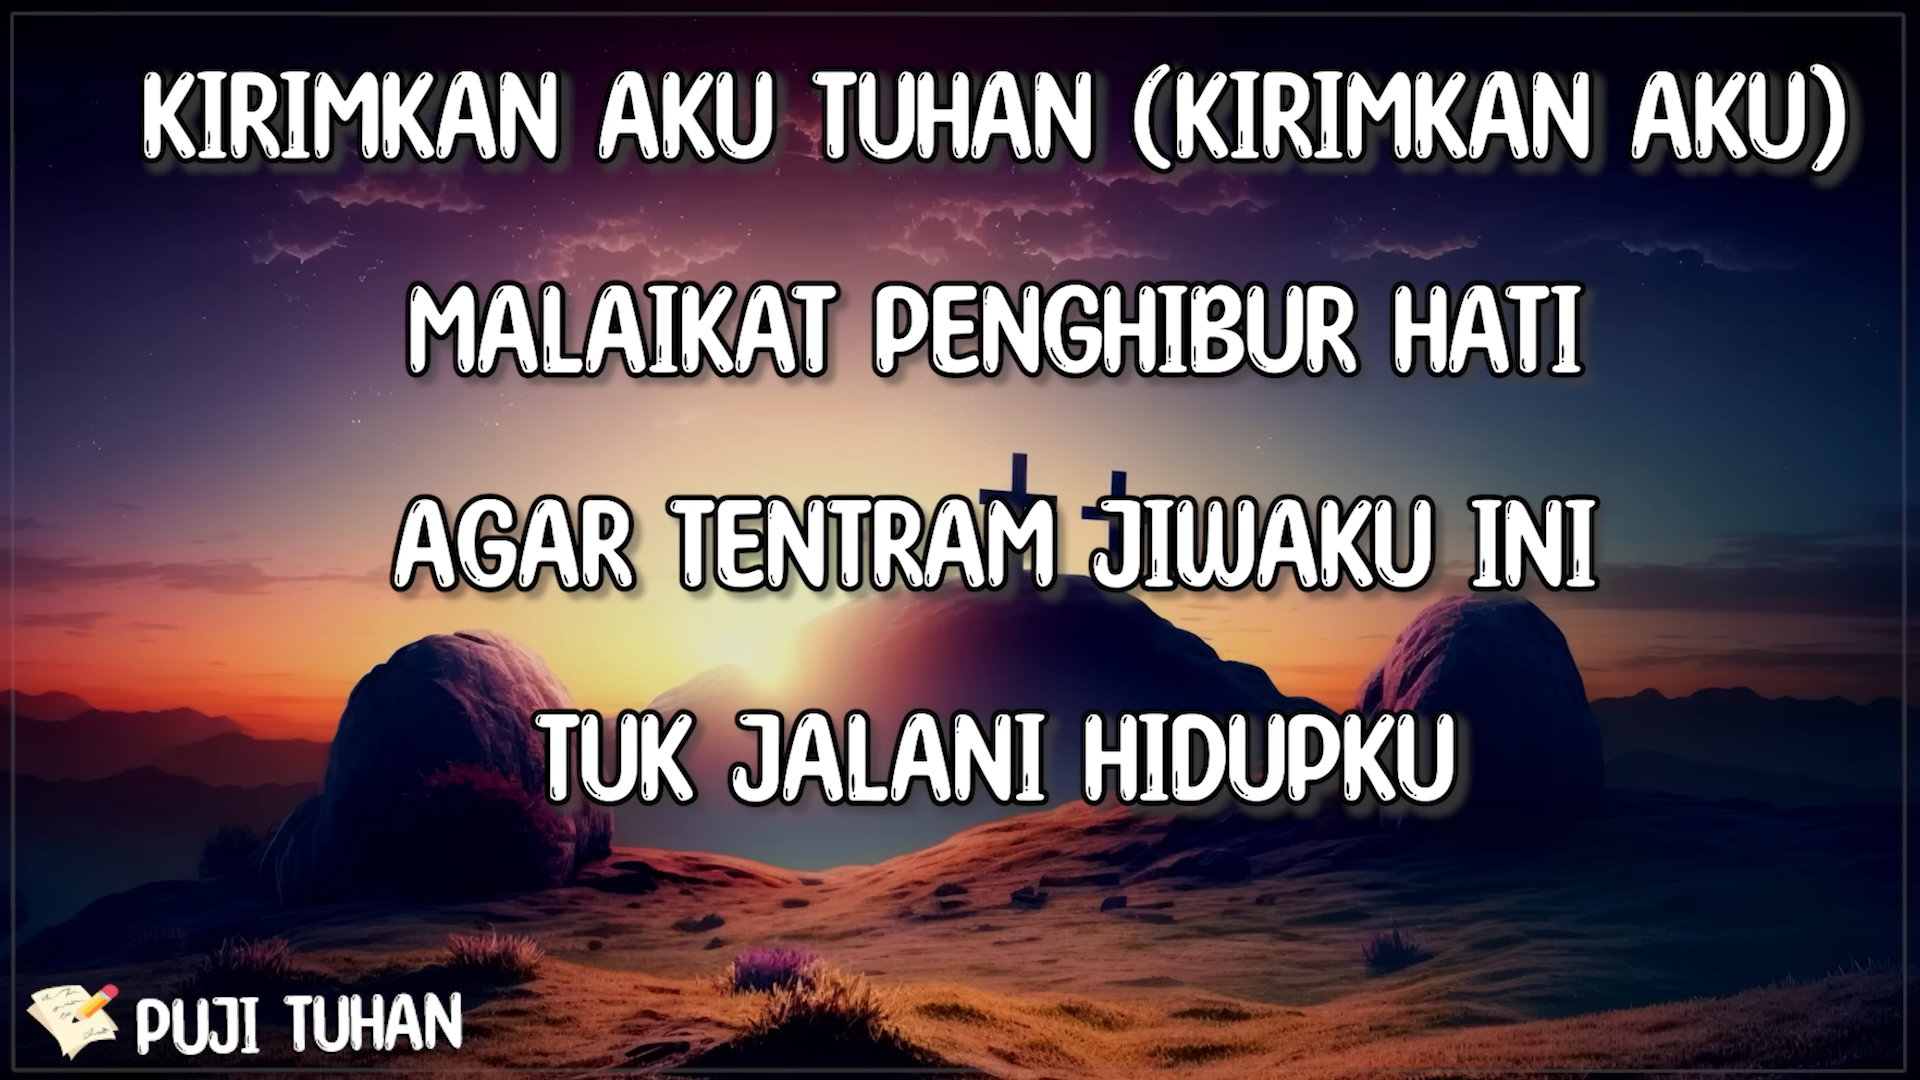 KIRIMKAN AKU TUHAN (KIRIMKAN AKU)
MALAIKAT PENGHIBUR HATI
AGAR TENTRAM JIWAKU INI
TUK JALANI HIDUPKU
PUJI TUHAN